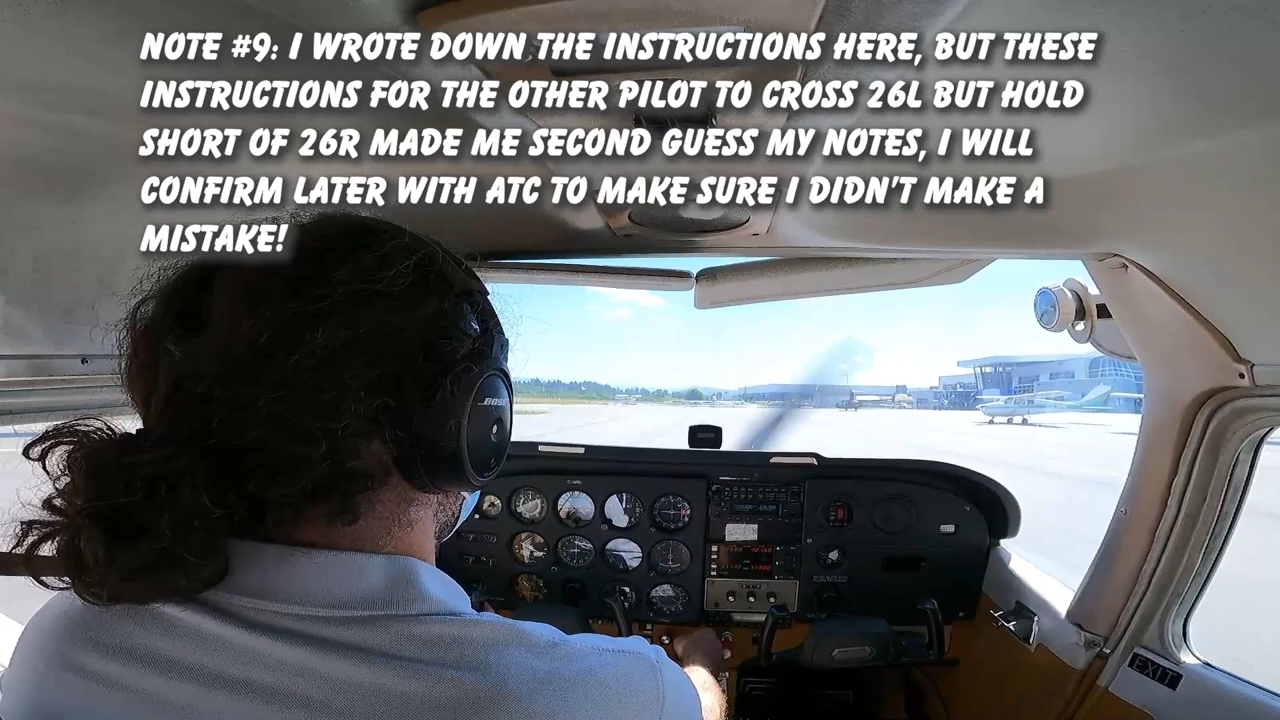 NOTE #9: I WROTE DOWN THE INSTRUCTIONS HERE, BUT THESE
INSTRUCTIONS FOR THE OTHER PILOT TO CROSS 26L BUT HOLD
SHORT OF 26R MADE ME SECOND GUESS MY NOTES, I WILL
CONFIRM LATER WITH ATC TO MAKE SURE I DIDN'T MAKE A
MISTAKE!
BOSE
EXIT